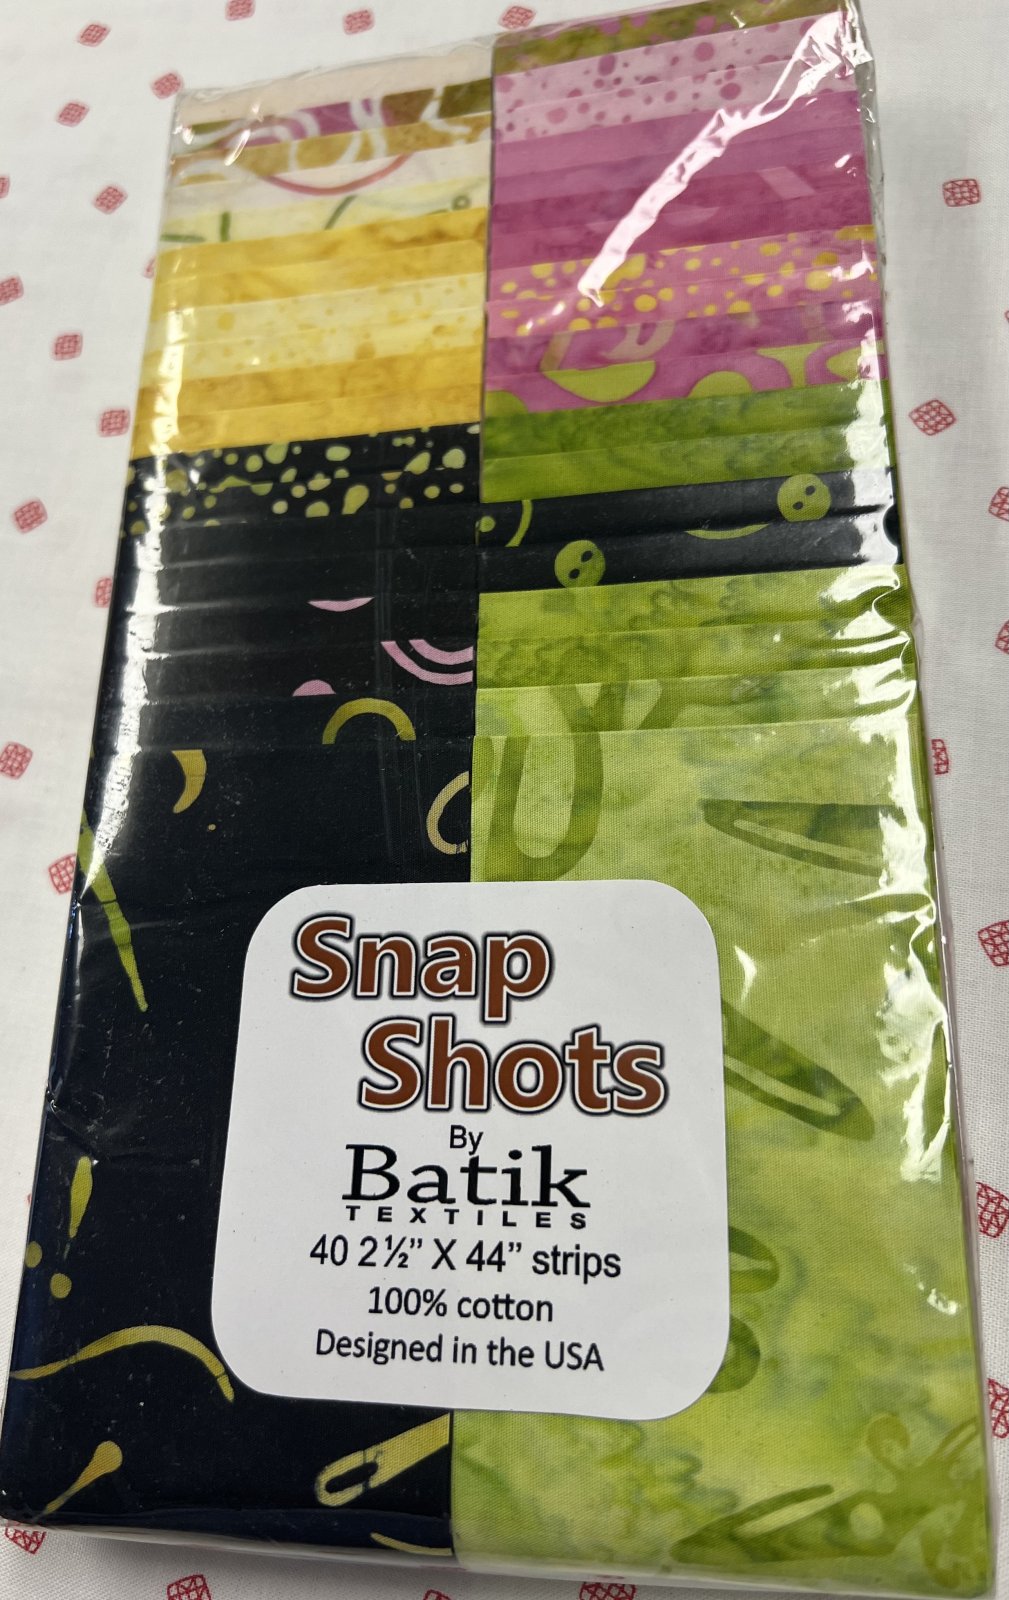 Snap
Shots
By
Batik
TEXTILES
40 2½” X 44” strips
100% cotton
Designed in the USA